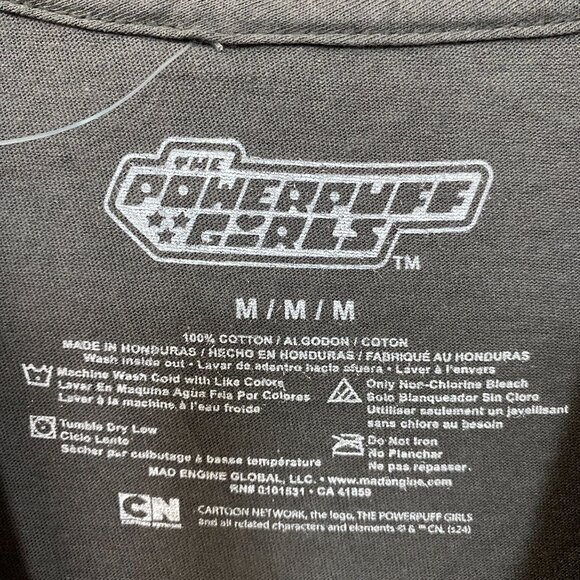 THE
POWERPUFF
GIRLS
TM
M / M / M
100% COTTON / ALGODON / COTON
MADE IN HONDURAS / HECHO EN HONDURAS / FABRIQUÉ AU HONDURAS
Wash inside out • Lavar de adentro hacia afuera • Laver à l'envers
Machine Wash Cold with Like Colors
Lavar En Maquina Agua Fria Por Colores
Laver à la machine à l'eau froide
Only Non-Chlorine Bleach
Solo Blanqueador Sin Cloro
Utiliser seulement un javellisant
sans chlore au besoin
Tumble Dry Low
Ciclo Lento
Sécher par culbutage à basse température
Do Not Iron
No Planchar
Ne pas repasser.
MAD ENGINE GLOBAL, LLC. • www.madengine.com
RN# 0101531 • CA 41859
CN
CARTOON NETWORK
CARTOON NETWORK, the logo, THE POWERPUFF GIRLS
and all related characters and elements © & ™ CN. (s24)